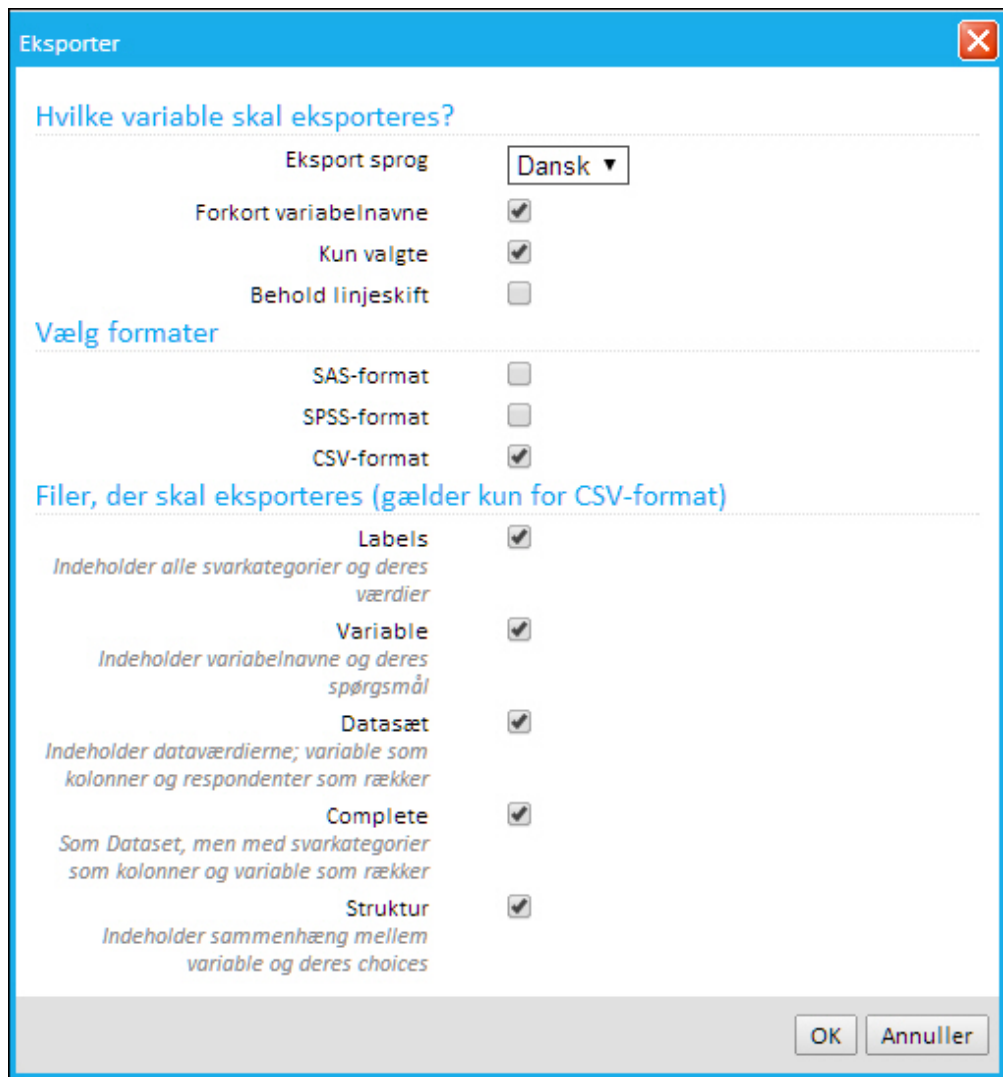 Eksporter
Hvilke variable skal eksporteres?
Eksport sprog
Dansk
Forkort variabelnavne
Kun valgte
Behold linjeskift
Vælg formater
SAS-format
SPSS-format
CSV-format
Filer, der skal eksporteres (gælder kun for CSV-format)
Labels
Indeholder alle svarkategorier og deres
værdier
Variable
Indeholder variabelnavne og deres
spørgsmål
Datasæt
Indeholder dataværdierne; variable som
kolonner og respondenter som rækker
Complete
Som Dataset, men med svarkategorier
som kolonner og variable som rækker
Struktur
Indeholder sammenhæng mellem
variable og deres choices
OK
Annuller